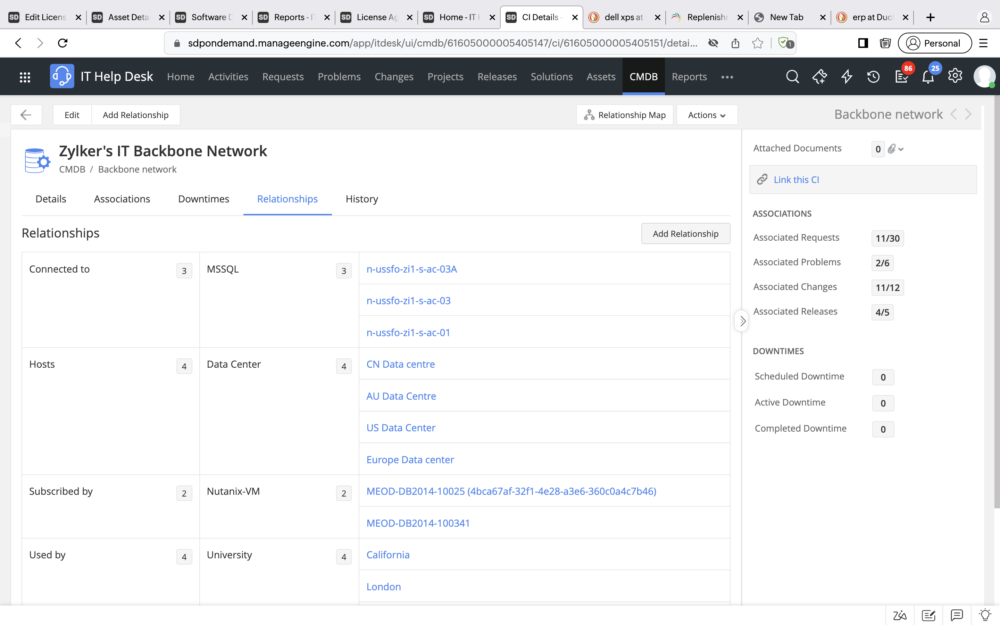 SD Edit Licens
SD Asset Deta
SD Software D
SD Reports - IT
SD License Ag
SD Home - IT H
SD CI Details -
dell xps at
Replenishr
New Tab
erp at Duc
sdpondemand.manageengine.com/app/itdesk/ui/cmdb/61605000005405147/ci/61605000005405151/detai...
1
Personal
IT Help Desk
Home
Activities
Requests
Problems
Changes
Projects
Releases
Solutions
Assets
CMDB
Reports
86
25
Edit
Add Relationship
Relationship Map
Actions
Backbone network
Zylker's IT Backbone Network
CMDB / Backbone network
Details
Associations
Downtimes
Relationships
History
Relationships
Add Relationship
Connected to 3
MSSQL 3
n-ussfo-zi1-s-ac-03A
n-ussfo-zi1-s-ac-03
n-ussfo-zi1-s-ac-01
Hosts 4
Data Center 4
CN Data centre
AU Data Centre
US Data Center
Europe Data center
Subscribed by 2
Nutanix-VM 2
MEOD-DB2014-10025 (4bca67af-32f1-4e28-a3e6-360c0a4c7b46)
MEOD-DB2014-100341
Used by 4
University 4
California
London
Attached Documents 0
Link this CI
ASSOCIATIONS
Associated Requests 11/30
Associated Problems 2/6
Associated Changes 11/12
Associated Releases 4/5
DOWNTIMES
Scheduled Downtime 0
Active Downtime 0
Completed Downtime 0
Zia